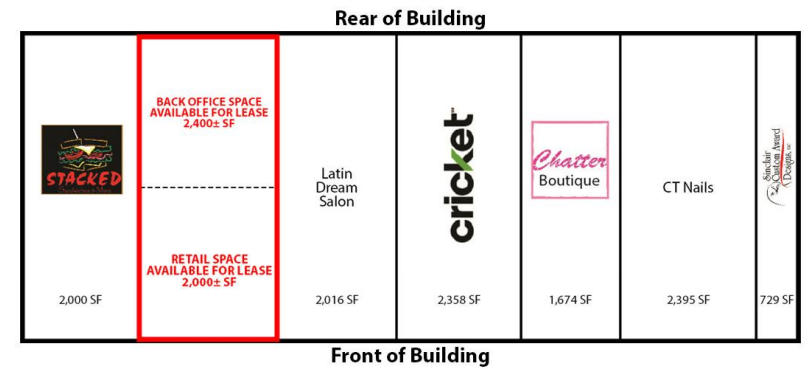 Rear of Building
STACKED
2,000 SF
BACK OFFICE SPACE
AVAILABLE FOR LEASE
2,400± SF
RETAIL SPACE
AVAILABLE FOR LEASE
2,000± SF
Latin
Dream
Salon
2,016 SF
cricket
2,358 SF
Chatter
Boutique
1,674 SF
CT Nails
2,395 SF
Sinclair
Custom Award
Designs, LLC
729 SF
Front of Building